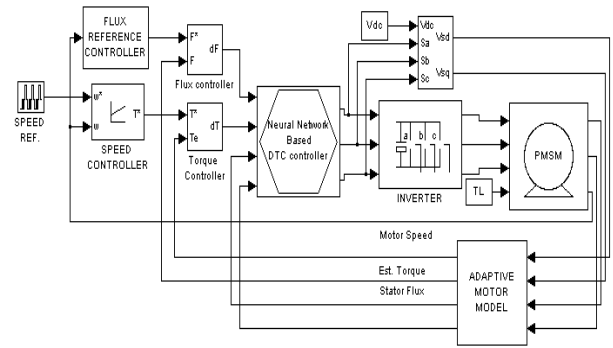 FLUX
REFERENCE
CONTROLLER
F*
F
dF
Flux controller
Vdc
Vdc
Sa
Sb
Sc
Vsd
Vsq
SPEED
REF.
w*
w
T*
SPEED
CONTROLLER
T*
Te
dT
Torque
Controller
Neural Network
Based
DTC controller
a b c
INVERTER
TL
PMSM
Motor Speed
Est. Torque
Stator Flux
ADAPTIVE
MOTOR
MODEL